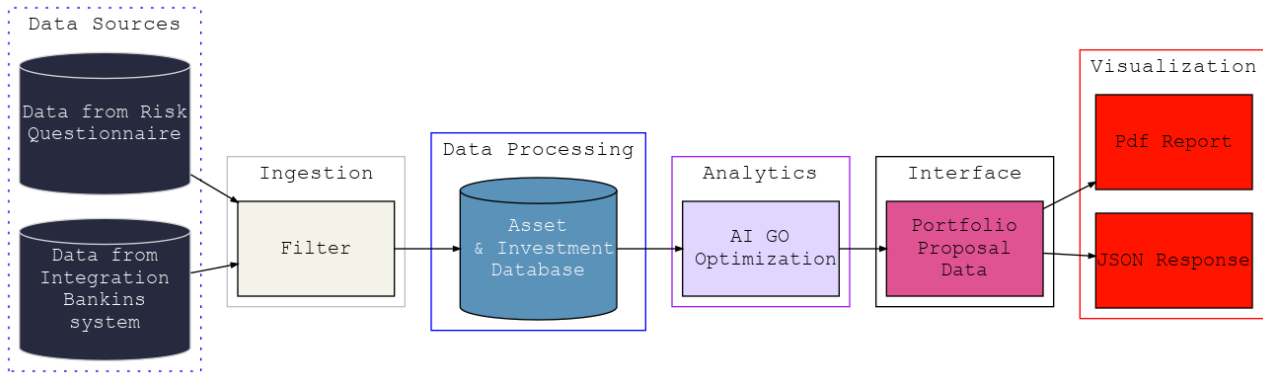 Data Sources
Data from Risk
Questionnaire
Data from
Integration
Bankins
system
Ingestion
Filter
Data Processing
Asset
& Investment
Database
Analytics
AI GO
Optimization
Interface
Portfolio
Proposal
Data
Visualization
Pdf Report
JSON Response